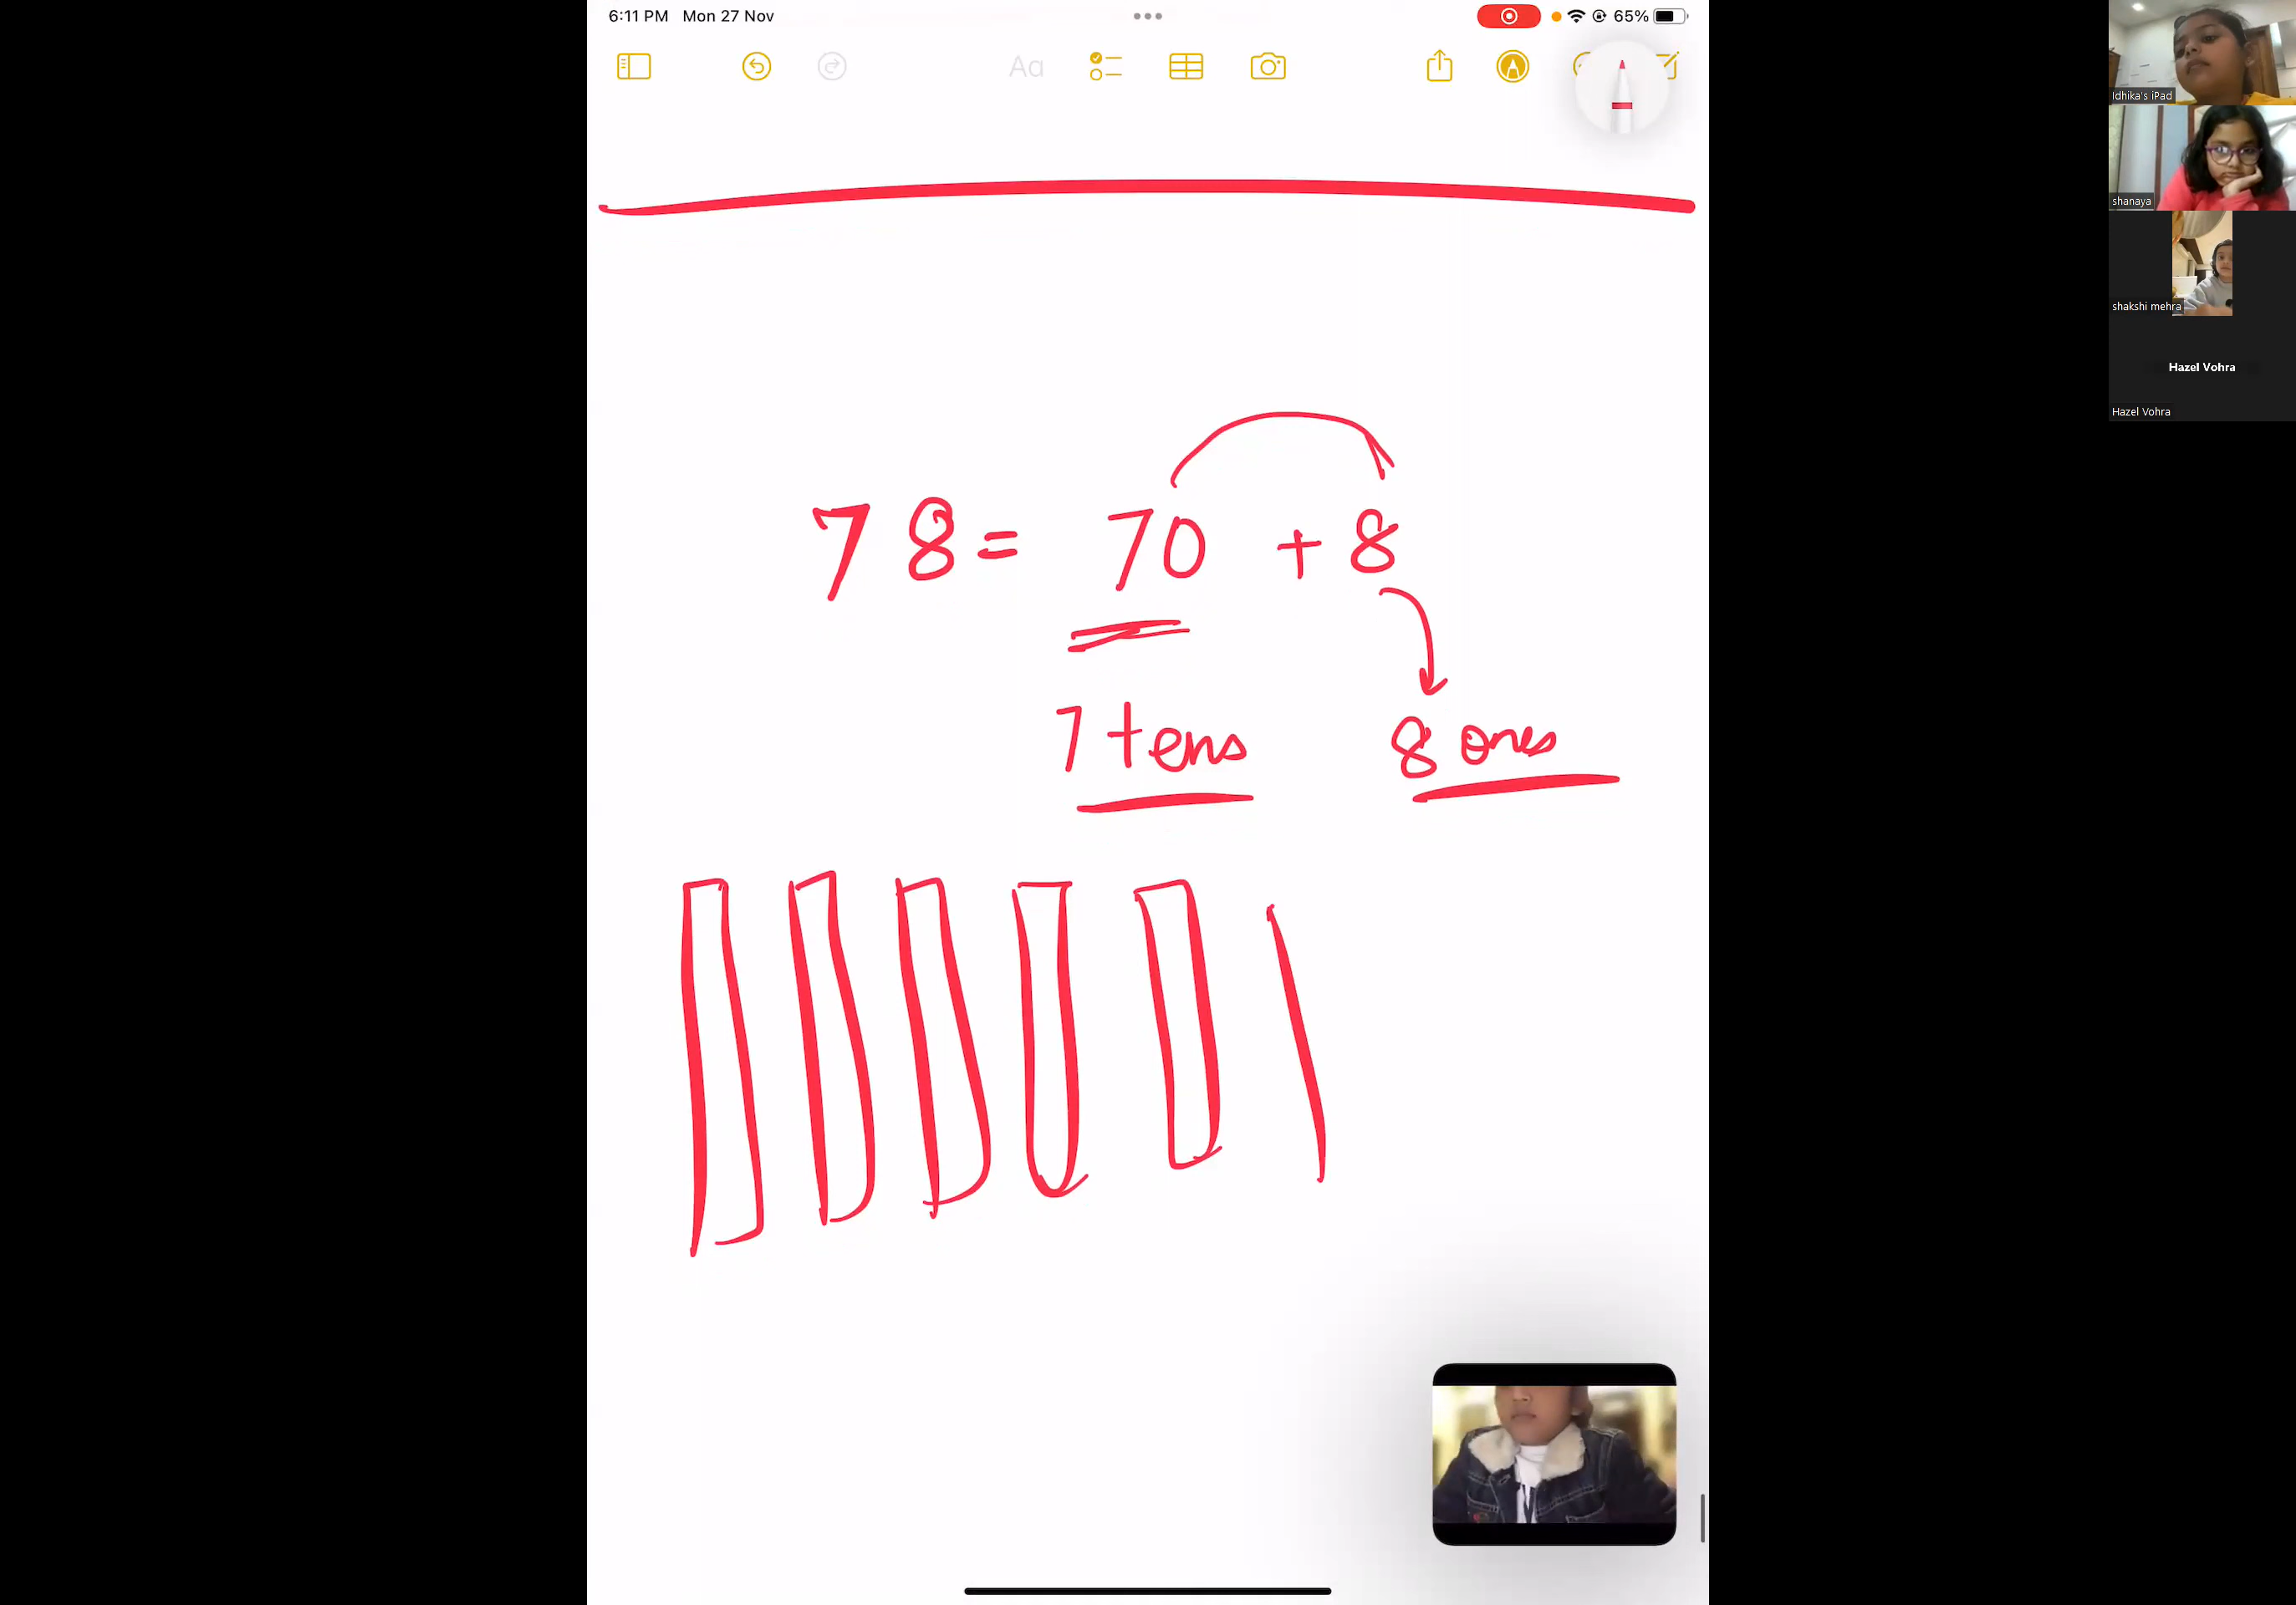 6:11 PM Mon 27 Nov
65%
Aa
78 = 70 + 8
7 tens 8 ones
Idhika's iPad
shanaya
shakshi mehra
Hazel Vohra
Hazel Vohra